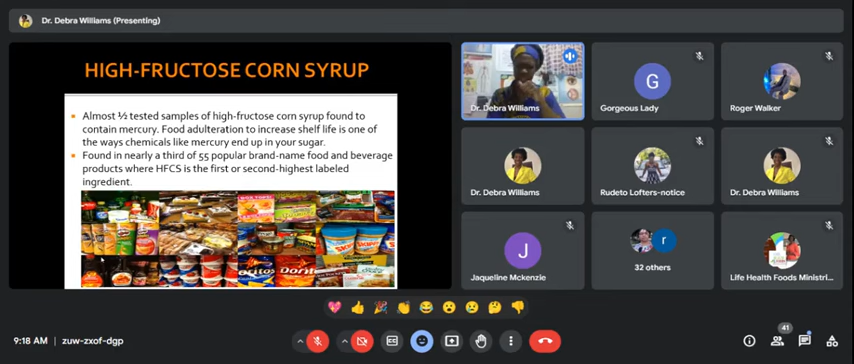 Dr. Debra Williams (Presenting)
HIGH-FRUCTOSE CORN SYRUP
Almost ½ tested samples of high-fructose corn syrup found to
contain mercury. Food adulteration to increase shelf life is one of
the ways chemicals like mercury end up in your sugar.
Found in nearly a third of 55 popular brand-name food and beverage
products where HFCS is the first or second-highest labeled
ingredient.
Doritos
SKIPPY
Dr. Debra Williams
G
Gorgeous Lady
Roger Walker
Dr. Debra Williams
Rudeto Lofters-notice
Dr. Debra Williams
J
Jaqueline Mckenzie
r
32 others
Life Health Foods Ministri...
9:18 AM | zuw-zxof-dgp
CC
41